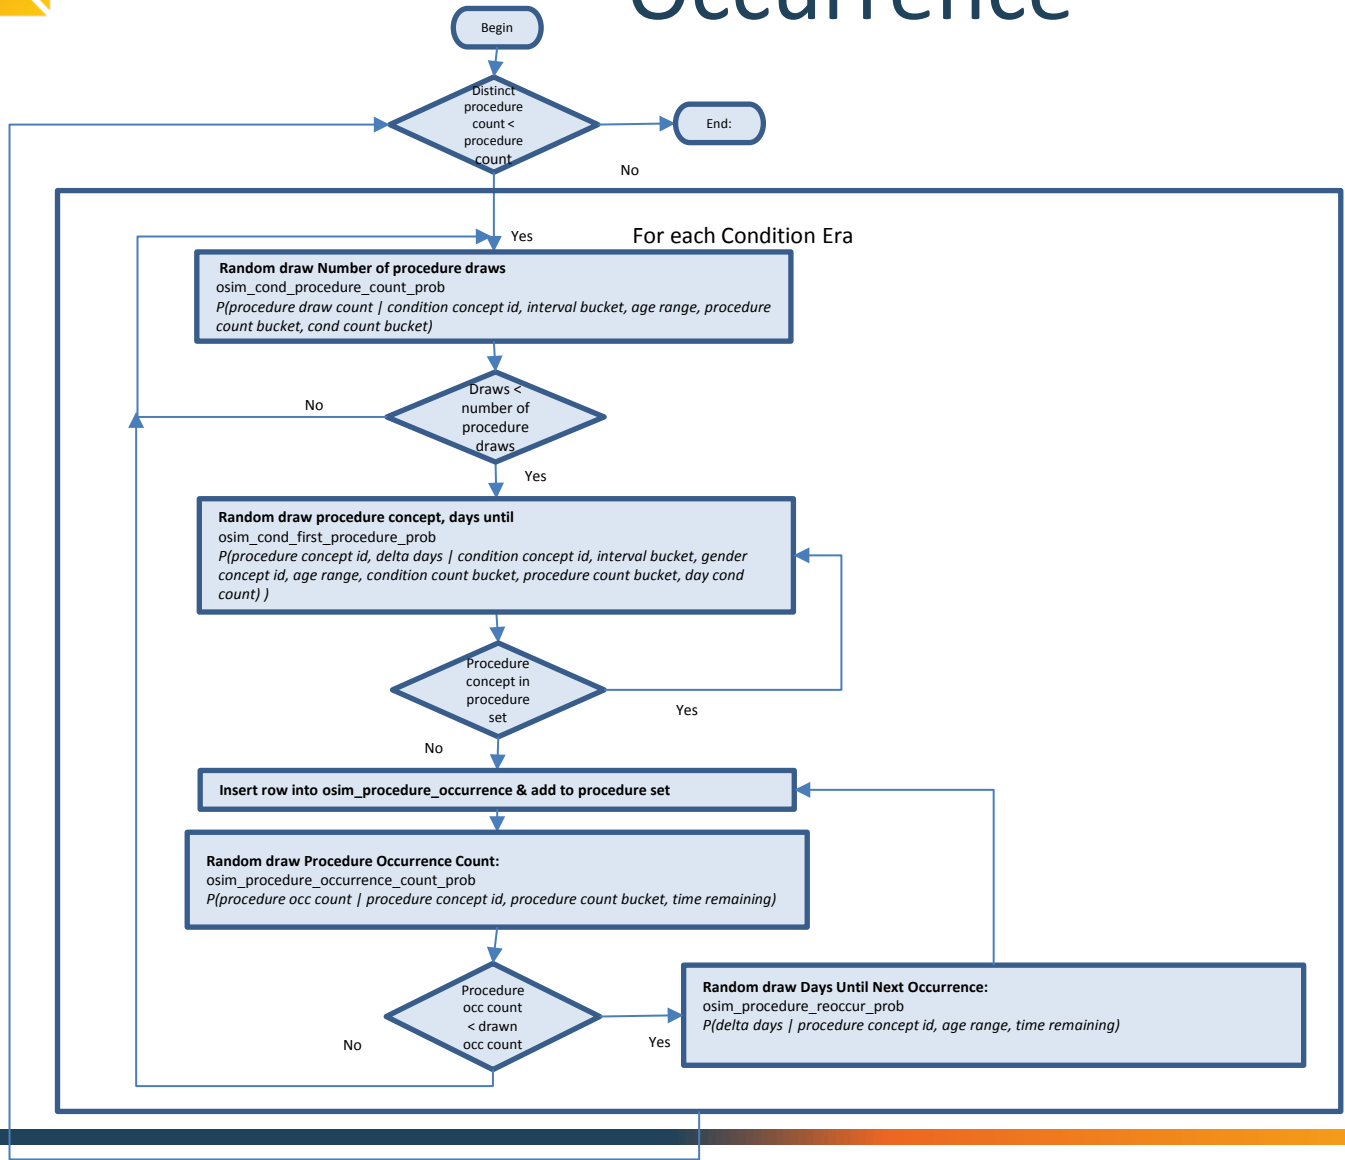 Occurrence
Begin
Distinct
procedure
count <
procedure
count
End:
No
Yes
For each Condition Era
Random draw Number of procedure draws
osim_cond_procedure_count_prob
P(procedure draw count | condition concept id, interval bucket, age range, procedure
count bucket, cond count bucket)
Draws <
number of
procedure
draws
No
Yes
Random draw procedure concept, days until
osim_cond_first_procedure_prob
P(procedure concept id, delta days | condition concept id, interval bucket, gender
concept id, age range, condition count bucket, procedure count bucket, day cond
count) )
Procedure
concept in
procedure
set
Yes
No
Insert row into osim_procedure_occurrence & add to procedure set
Random draw Procedure Occurrence Count:
osim_procedure_occurrence_count_prob
P(procedure occ count | procedure concept id, procedure count bucket, time remaining)
Procedure
occ count
< drawn
occ count
No
Yes
Random draw Days Until Next Occurrence:
osim_procedure_reoccur_prob
P(delta days | procedure concept id, age range, time remaining)